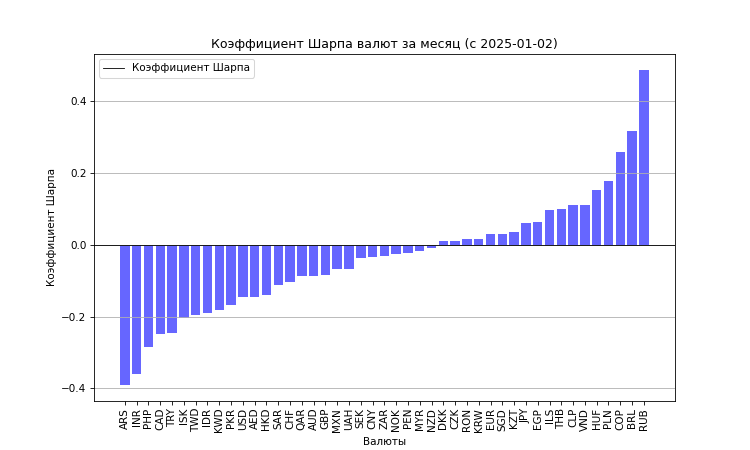 Коэффициент Шарпа валют за месяц (с 2025-01-02)
Коэффициент Шарпа
Коэффициент Шарпа
0.4
0.2
0.0
−0.2
−0.4
ARS INR PHP CAD TRY ISK TWD IDR KWD PKR USD AED HKD SAR CHF QAR AUD GBP MXN UAH SEK CNY ZAR NOK PEN MYR NZD DKK CZK RON KRW EUR SGD KZT JPY EGP ILS THB CLP VND HUF PLN COP BRL RUB
Валюты